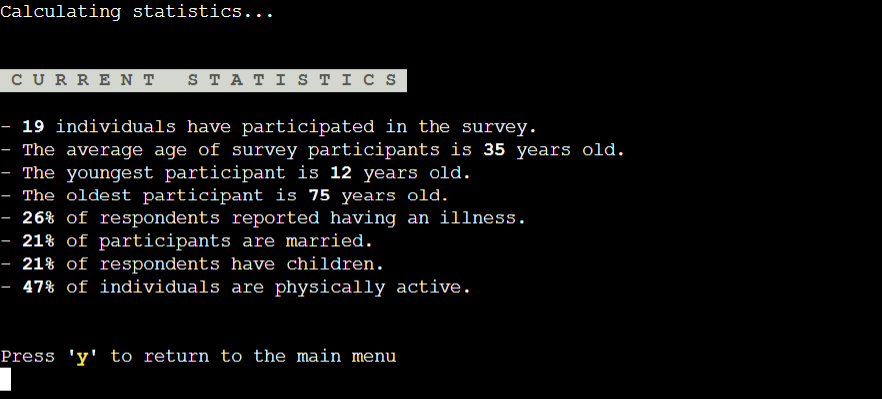 Calculating statistics...
C U R R E N T   S T A T I S T I C S
- 19 individuals have participated in the survey.
- The average age of survey participants is 35 years old.
- The youngest participant is 12 years old.
- The oldest participant is 75 years old.
- 26% of respondents reported having an illness.
- 21% of participants are married.
- 21% of respondents have children.
- 47% of individuals are physically active.
Press 'y' to return to the main menu